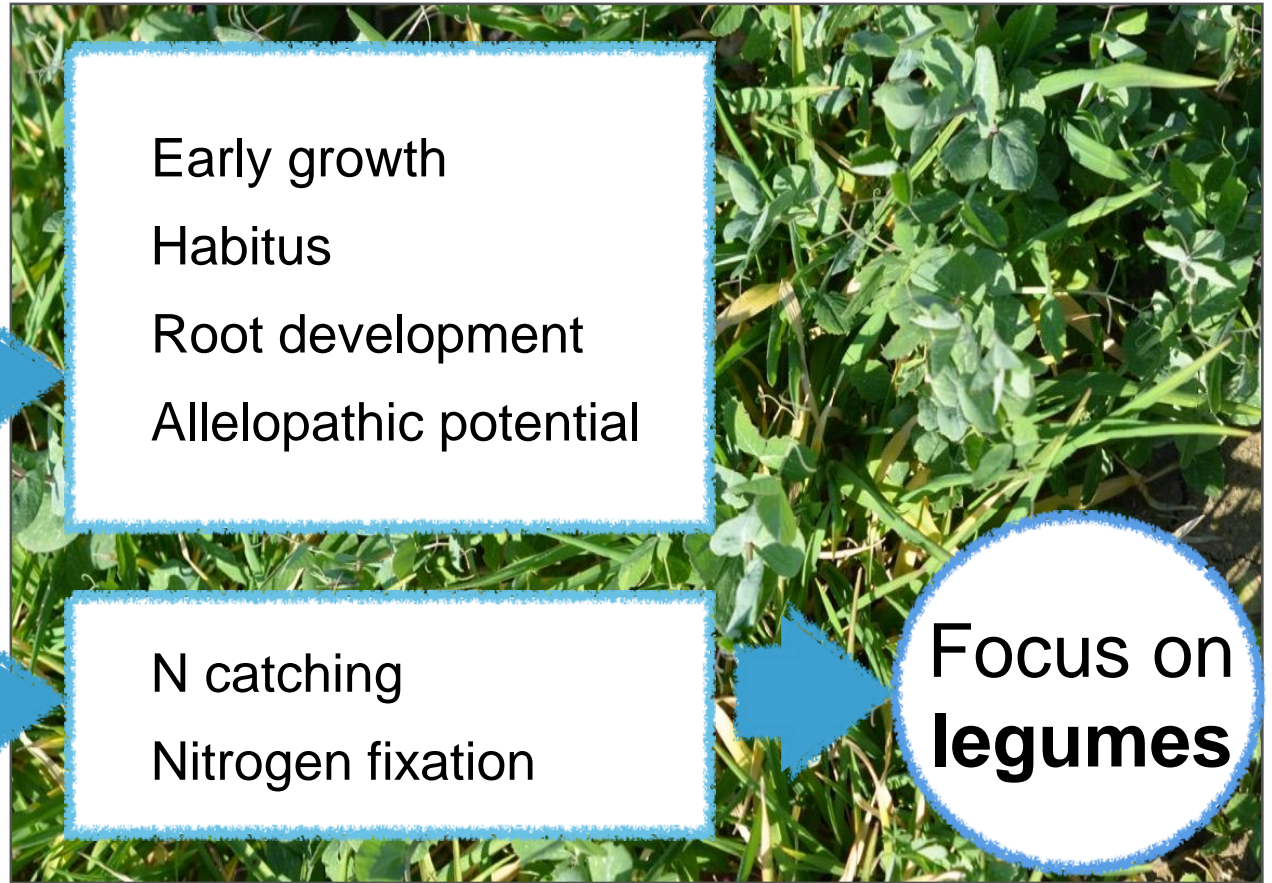 Early growth
Habitus
Root development
Allelopathic potential
N catching
Nitrogen fixation
Focus on
legumes